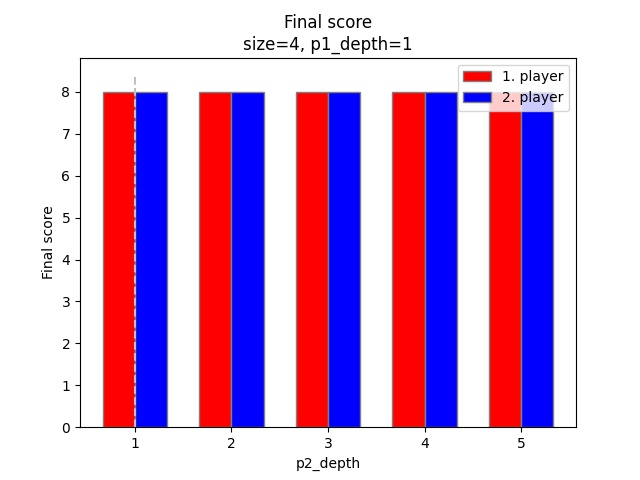 Final score
size=4, p1_depth=1
1. player
2. player
Final score
8
7
6
5
4
3
2
1
0
1 2 3 4 5
p2_depth